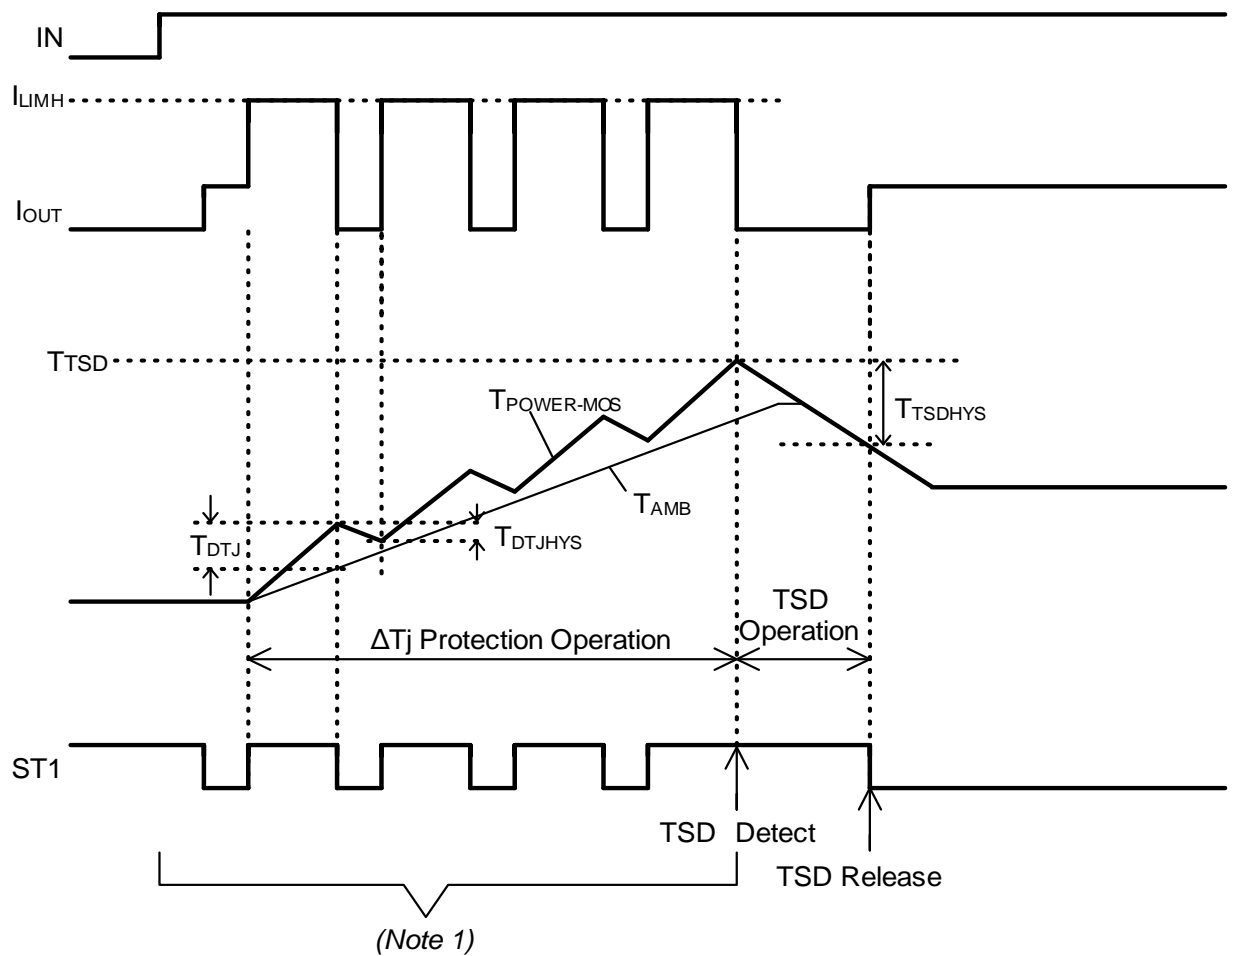 IN
ILIMH
IOUT
TTSD
TPOWER-MOS
TTSDHYS
TAMB
TDTJ
TDTJHYS
TSD
Operation
ΔTj Protection Operation
ST1
TSD Detect
TSD Release
(Note 1)